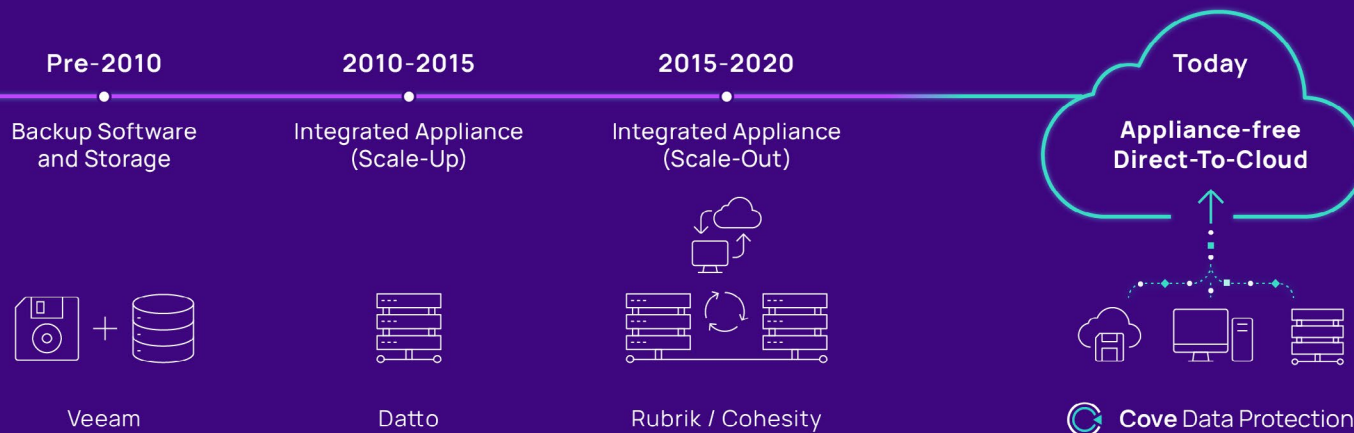 Pre-2010
Backup Software
and Storage
Veeam
2010-2015
Integrated Appliance
(Scale-Up)
Datto
2015-2020
Integrated Appliance
(Scale-Out)
Rubrik / Cohesity
Today
Appliance-free
Direct-To-Cloud
Cove Data Protection